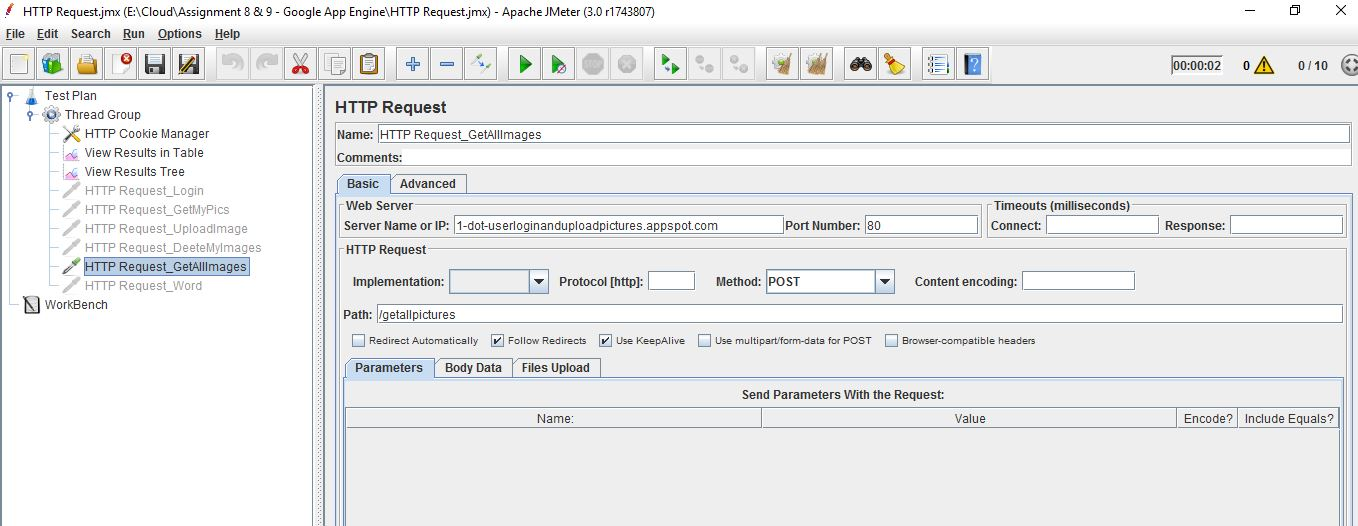 HTTP Request.jmx (E:\Cloud\Assignment 8 & 9 - Google App Engine\HTTP Request.jmx) - Apache JMeter (3.0 r1743807)
File Edit Search Run Options Help
STOP 00:00:02 0 0 / 10
Test Plan
Thread Group
HTTP Cookie Manager
View Results in Table
View Results Tree
HTTP Request_Login
HTTP Request_GetMyPics
HTTP Request_UploadImage
HTTP Request_DeeteMyImages
HTTP Request_GetAllImages
HTTP Request_Word
WorkBench
HTTP Request
Name: HTTP Request_GetAllImages
Comments:
Basic Advanced
Web Server Timeouts (milliseconds)
Server Name or IP: 1-dot-userloginanduploadpictures.appspot.com Port Number: 80 Connect: Response:
HTTP Request
Implementation: Protocol [http]: Method: POST Content encoding:
Path: /getallpictures
Redirect Automatically Follow Redirects Use KeepAlive Use multipart/form-data for POST Browser-compatible headers
Parameters Body Data Files Upload
Send Parameters With the Request:
Name: Value Encode? Include Equals?